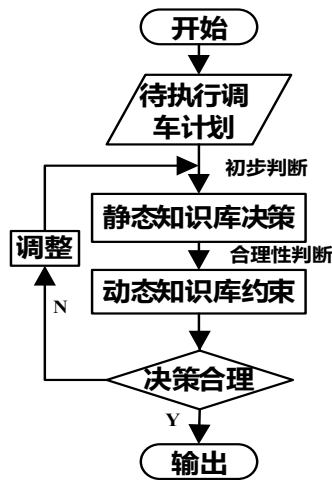 开始
待执行调
车计划
初步判断
静态知识库决策
调整
合理性判断
动态知识库约束
N
决策合理
Y
输出